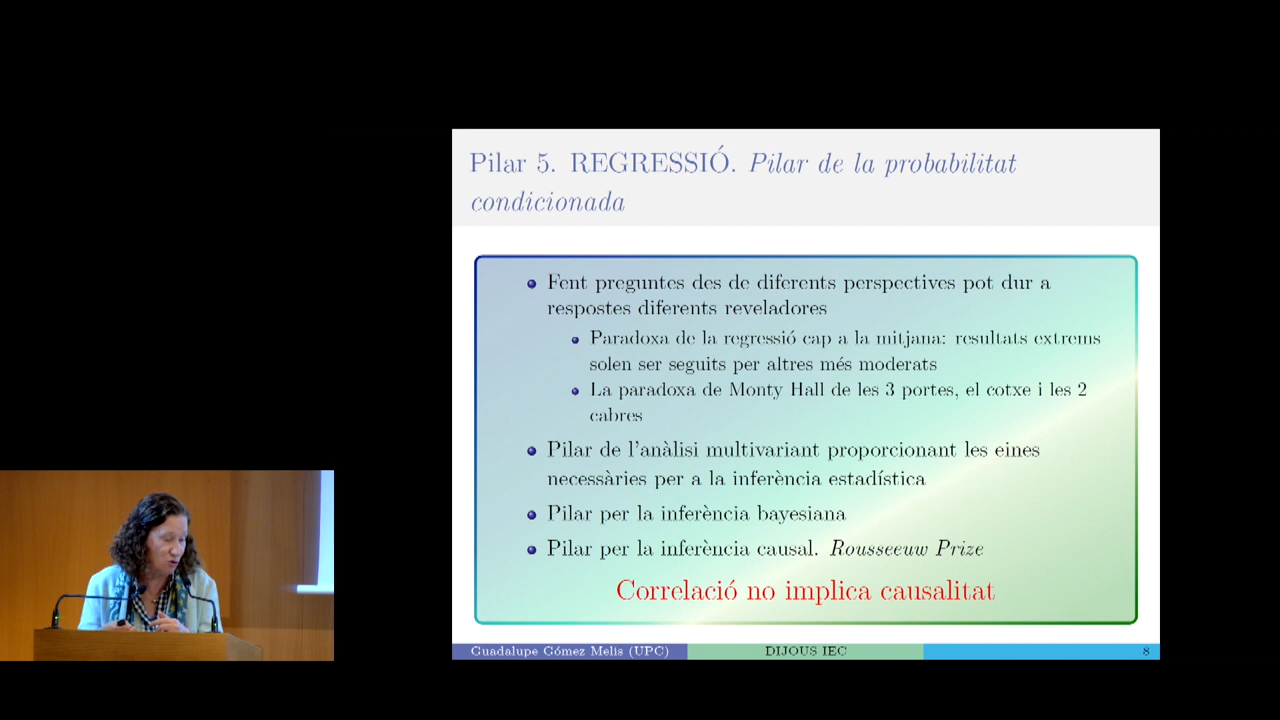 Pilar 5. REGRESSIÓ. Pilar de la probabilitat
condicionada
Fent preguntes des de diferents perspectives pot dur a
respostes diferents reveladores
Paradoxa de la regressió cap a la mitjana: resultats extrems
solen ser seguits per altres més moderats
La paradoxa de Monty Hall de les 3 portes, el cotxe i les 2
cabres
Pilar de l'anàlisi multivariant proporcionant les eines
necessàries per a la inferència estadística
Pilar per la inferència bayesiana
Pilar per la inferència causal. Rousseeuw Prize
Correlació no implica causalitat
Guadalupe Gómez Melis (UPC) DIJOUS IEC 8